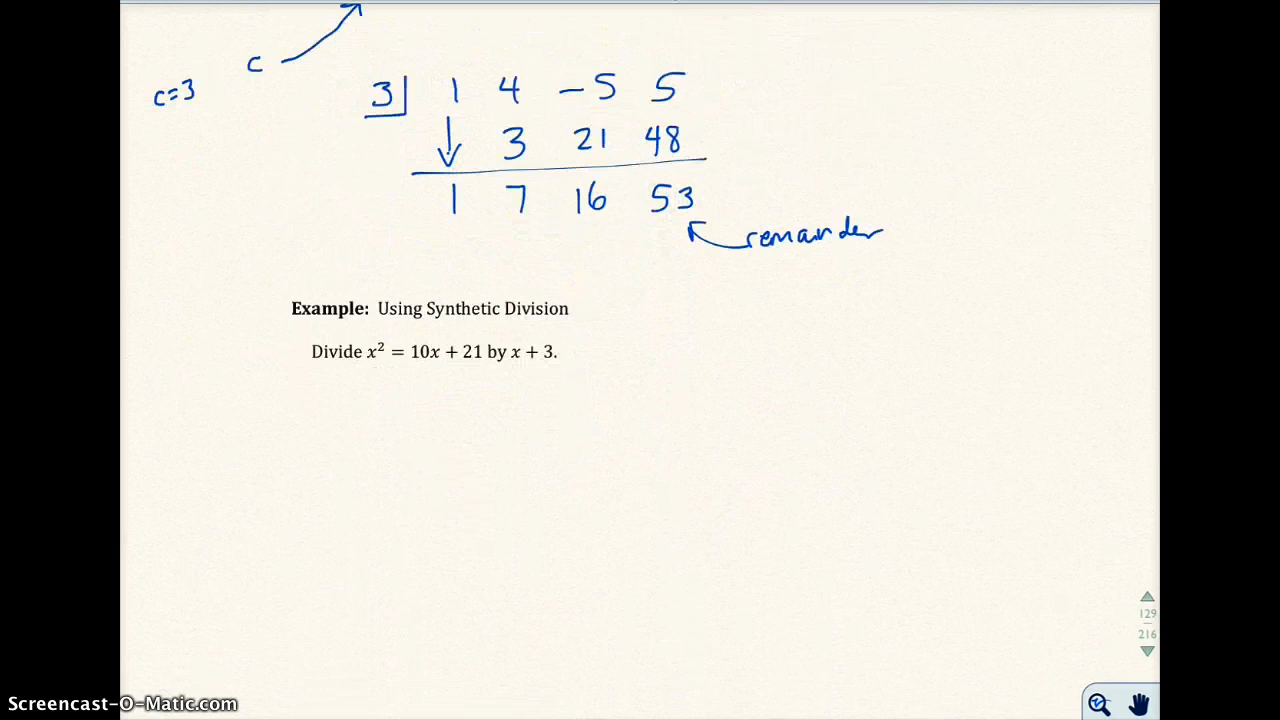 c
c=3
3 1 4 -5 5
3 21 48
1 7 16 53
remainder
Example: Using Synthetic Division
Divide x² = 10x + 21 by x + 3.
129
216
Screencast-O-Matic.com